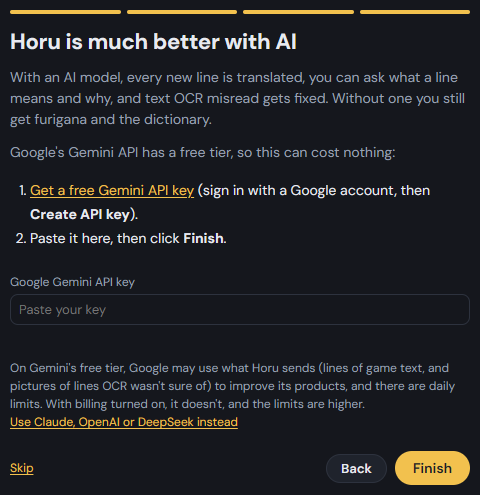 Horu is much better with AI
With an AI model, every new line is translated, you can ask what a line
means and why, and text OCR misread gets fixed. Without one you still
get furigana and the dictionary.
Google's Gemini API has a free tier, so this can cost nothing:
1. Get a free Gemini API key (sign in with a Google account, then
Create API key).
2. Paste it here, then click Finish.
Google Gemini API key
Paste your key
On Gemini's free tier, Google may use what Horu sends (lines of game text, and
pictures of lines OCR wasn't sure of) to improve its products, and there are daily
limits. With billing turned on, it doesn't, and the limits are higher.
Use Claude, OpenAI or DeepSeek instead
Skip
Back
Finish